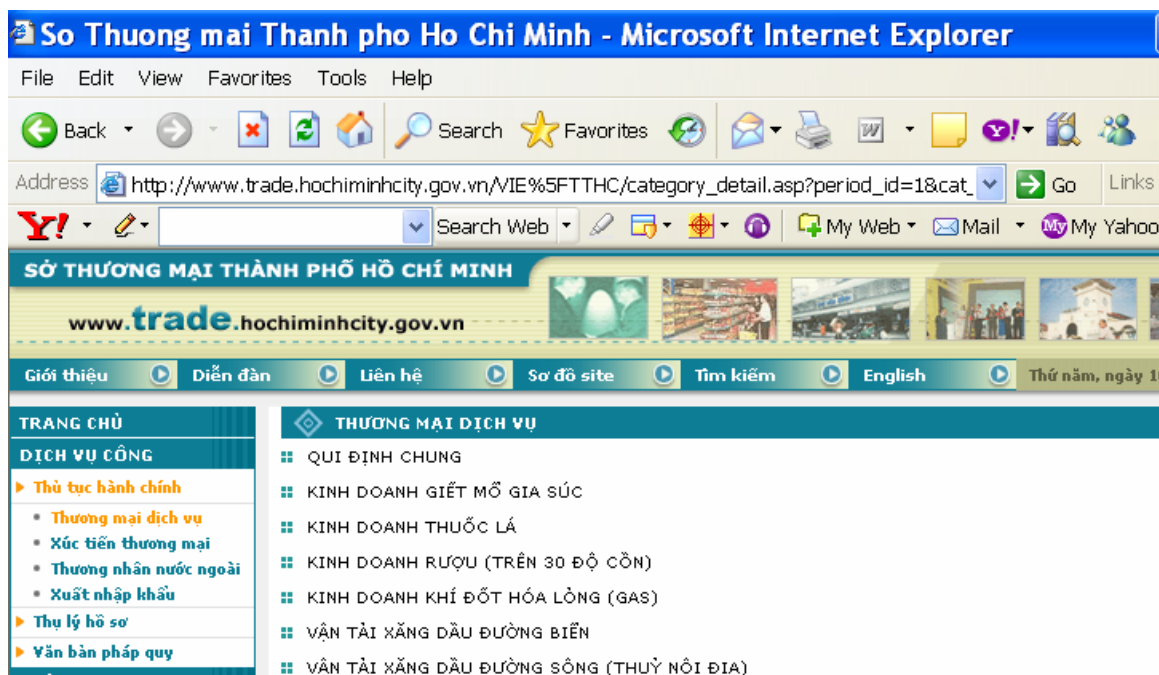 So Thuong mai Thanh pho Ho Chi Minh - Microsoft Internet Explorer
File Edit View Favorites Tools Help
Back Search Favorites
Address http://www.trade.hochiminhcity.gov.vn/VIE%5FTTHC/category_detail.asp?period_id=1&cat_ Go Links
Y! Search Web My Web Mail My My Yahoo
SỞ THƯƠNG MẠI THÀNH PHỐ HỒ CHÍ MINH
www.trade.hochiminhcity.gov.vn
Giới thiệu Diễn đàn Liên hệ Sơ đồ site Tìm kiếm English Thứ năm, ngày 1
TRANG CHỦ
DỊCH VỤ CÔNG
Thủ tục hành chính
Thương mại dịch vụ
Xúc tiến thương mại
Thương nhân nước ngoài
Xuất nhập khẩu
Thụ lý hồ sơ
Văn bản pháp quy
THƯƠNG MẠI DỊCH VỤ
QUI ĐỊNH CHUNG
KINH DOANH GIẾT MỔ GIA SÚC
KINH DOANH THUỐC LÁ
KINH DOANH RƯỢU (TRÊN 30 ĐỘ CỒN)
KINH DOANH KHÍ ĐỐT HÓA LỎNG (GAS)
VẬN TẢI XĂNG DẦU ĐƯỜNG BIỂN
VẬN TẢI XĂNG DẦU ĐƯỜNG SÔNG (THUỶ NỘI ĐỊA)